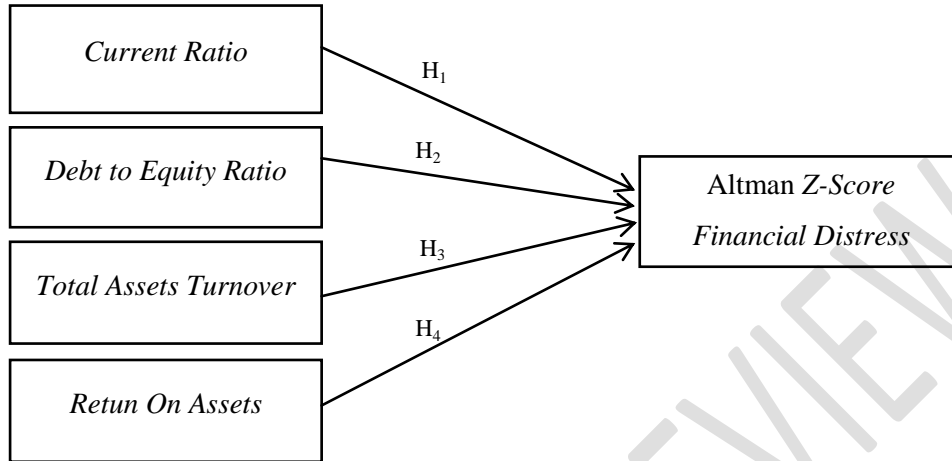 Current Ratio
H₁
Debt to Equity Ratio
H₂
Altman Z-Score
Financial Distress
Total Assets Turnover
H₃
Retun On Assets
H₄
EVIEW